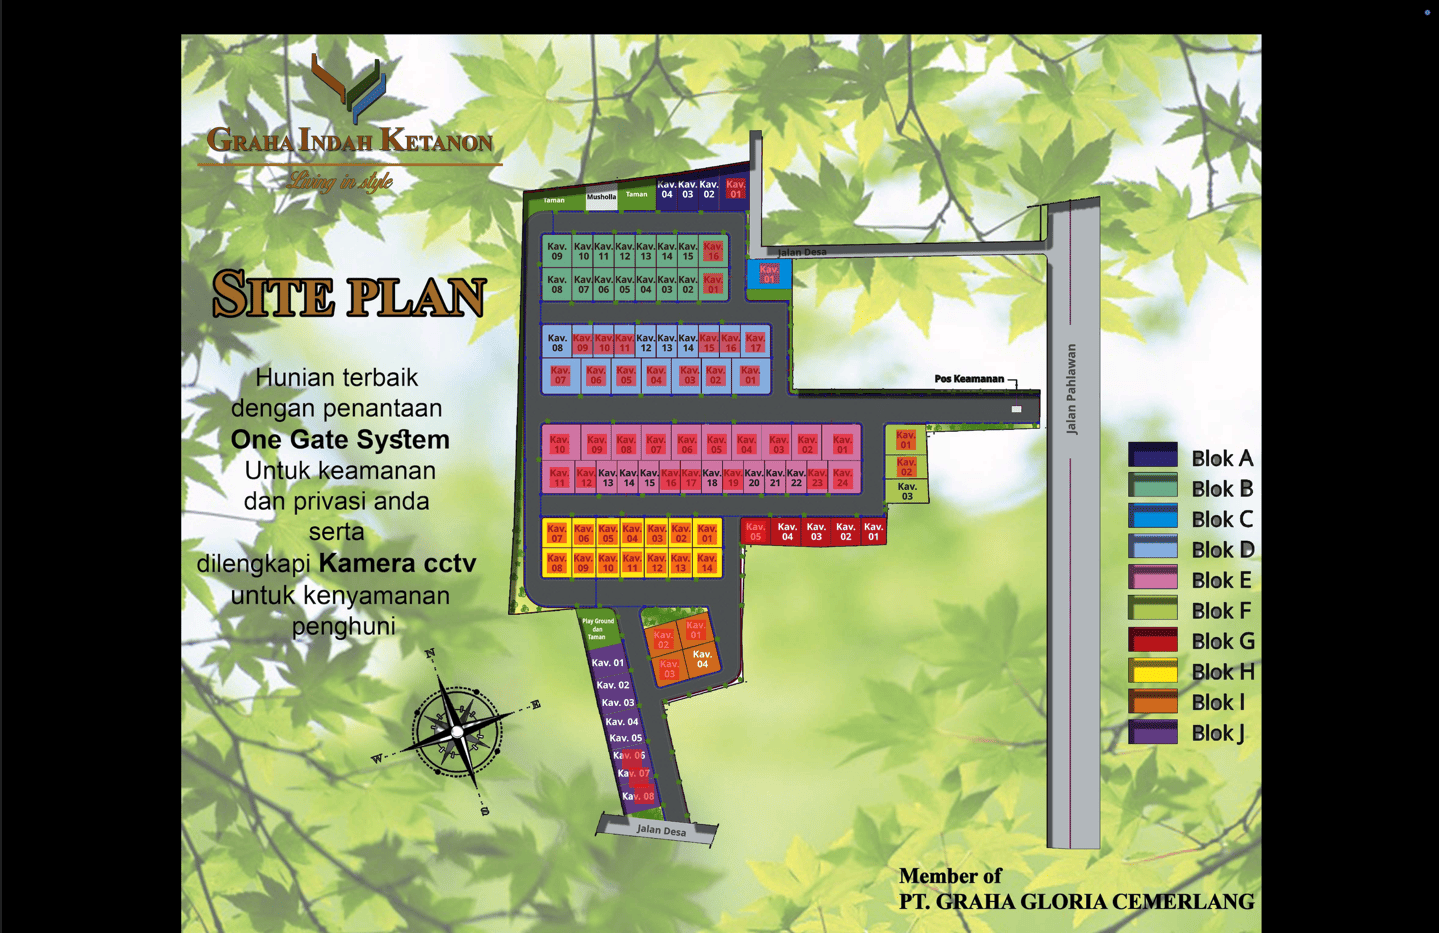 GRAHA INDAH KETANON
Living in style
SITE PLAN
Hunian terbaik
dengan penantaan
One Gate System
Untuk keamanan
dan privasi anda
serta
dilengkapi Kamera cctv
untuk kenyamanan
penghuni
N
E
W
S
Taman
Musholla
Taman
Kav. 04
Kav. 03
Kav. 02
Kav. 01
Jalan Desa
Kav. 01
Kav. 09
Kav. 10
Kav. 11
Kav. 12
Kav. 13
Kav. 14
Kav. 15
Kav. 16
Kav. 08
Kav. 07
Kav. 06
Kav. 05
Kav. 04
Kav. 03
Kav. 02
Kav. 01
Kav. 08
Kav. 09
Kav. 10
Kav. 11
Kav. 12
Kav. 13
Kav. 14
Kav. 15
Kav. 16
Kav. 17
Kav. 07
Kav. 06
Kav. 05
Kav. 04
Kav. 03
Kav. 02
Kav. 01
Pos Keamanan
Jalan Pahlawan
Kav. 10
Kav. 09
Kav. 08
Kav. 07
Kav. 06
Kav. 05
Kav. 04
Kav. 03
Kav. 02
Kav. 01
Kav. 11
Kav. 12
Kav. 13
Kav. 14
Kav. 15
Kav. 16
Kav. 17
Kav. 18
Kav. 19
Kav. 20
Kav. 21
Kav. 22
Kav. 23
Kav. 24
Kav. 01
Kav. 02
Kav. 03
Kav. 07
Kav. 06
Kav. 05
Kav. 04
Kav. 03
Kav. 02
Kav. 01
Kav. 08
Kav. 09
Kav. 10
Kav. 11
Kav. 12
Kav. 13
Kav. 14
Kav. 05
Kav. 04
Kav. 03
Kav. 02
Kav. 01
Play Ground
dan
Taman
Kav. 02
Kav. 01
Kav. 03
Kav. 04
Kav. 01
Kav. 02
Kav. 03
Kav. 04
Kav. 05
Kav. 06
Kav. 07
Kav. 08
Jalan Desa
Blok A
Blok B
Blok C
Blok D
Blok E
Blok F
Blok G
Blok H
Blok I
Blok J
Member of
PT. GRAHA GLORIA CEMERLANG